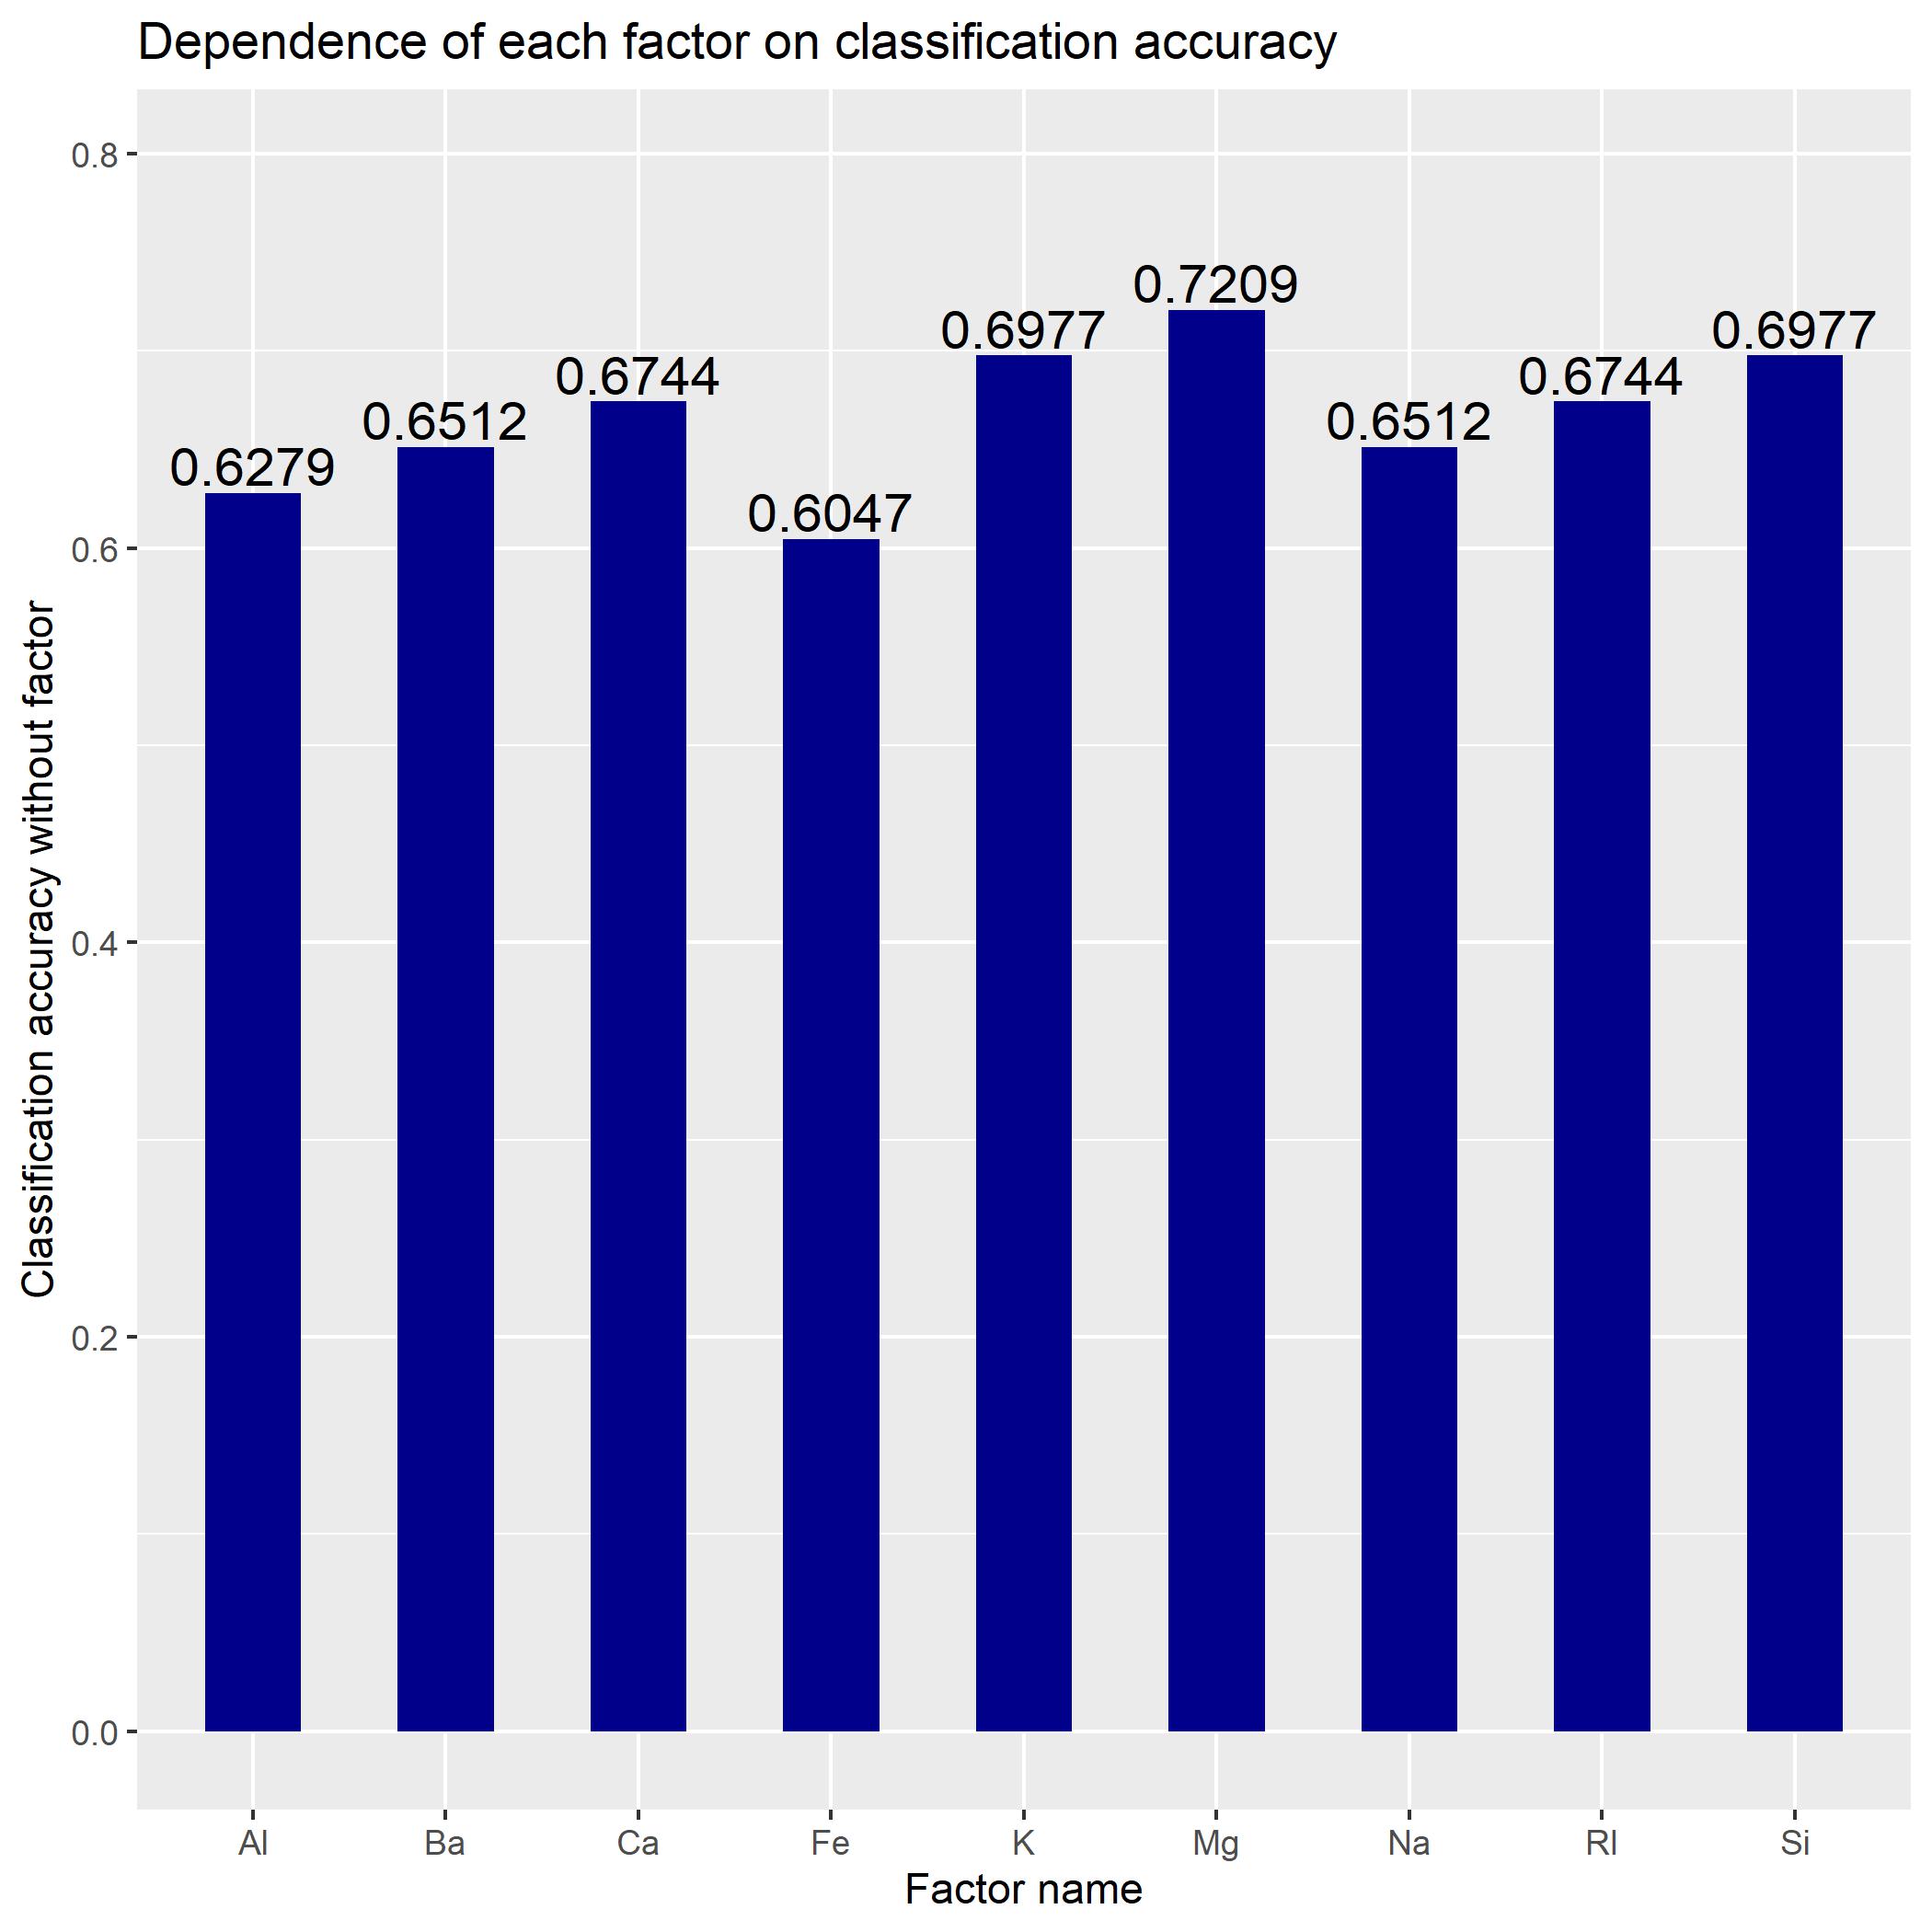 Dependence of each factor on classification accuracy
Classification accuracy without factor
0.8
0.6
0.4
0.2
0.0
0.6279
0.6512
0.6744
0.6047
0.6977
0.7209
0.6512
0.6744
0.6977
Al
Ba
Ca
Fe
K
Mg
Na
RI
Si
Factor name